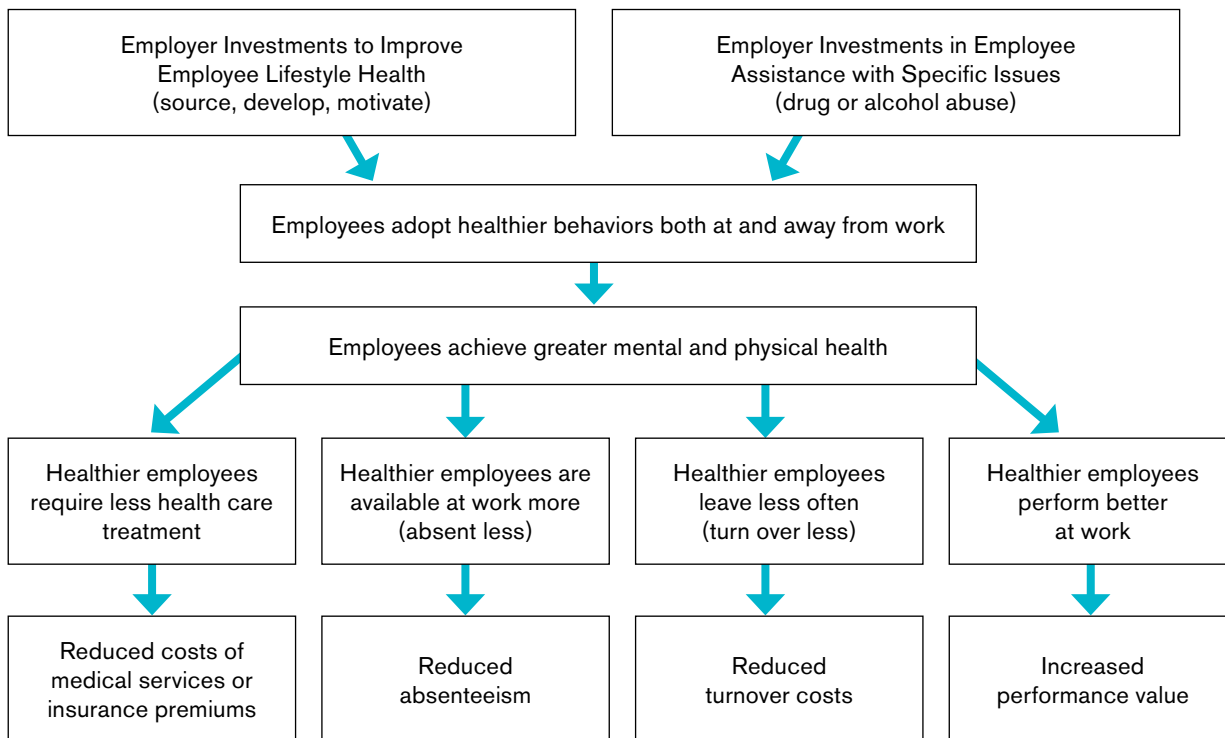 Employer Investments to Improve
Employee Lifestyle Health
(source, develop, motivate)
Employer Investments in Employee
Assistance with Specific Issues
(drug or alcohol abuse)
Employees adopt healthier behaviors both at and away from work
Employees achieve greater mental and physical health
Healthier employees
require less health care
treatment
Healthier employees are
available at work more
(absent less)
Healthier employees
leave less often
(turn over less)
Healthier employees
perform better
at work
Reduced costs of
medical services or
insurance premiums
Reduced
absenteeism
Reduced
turnover costs
Increased
performance value